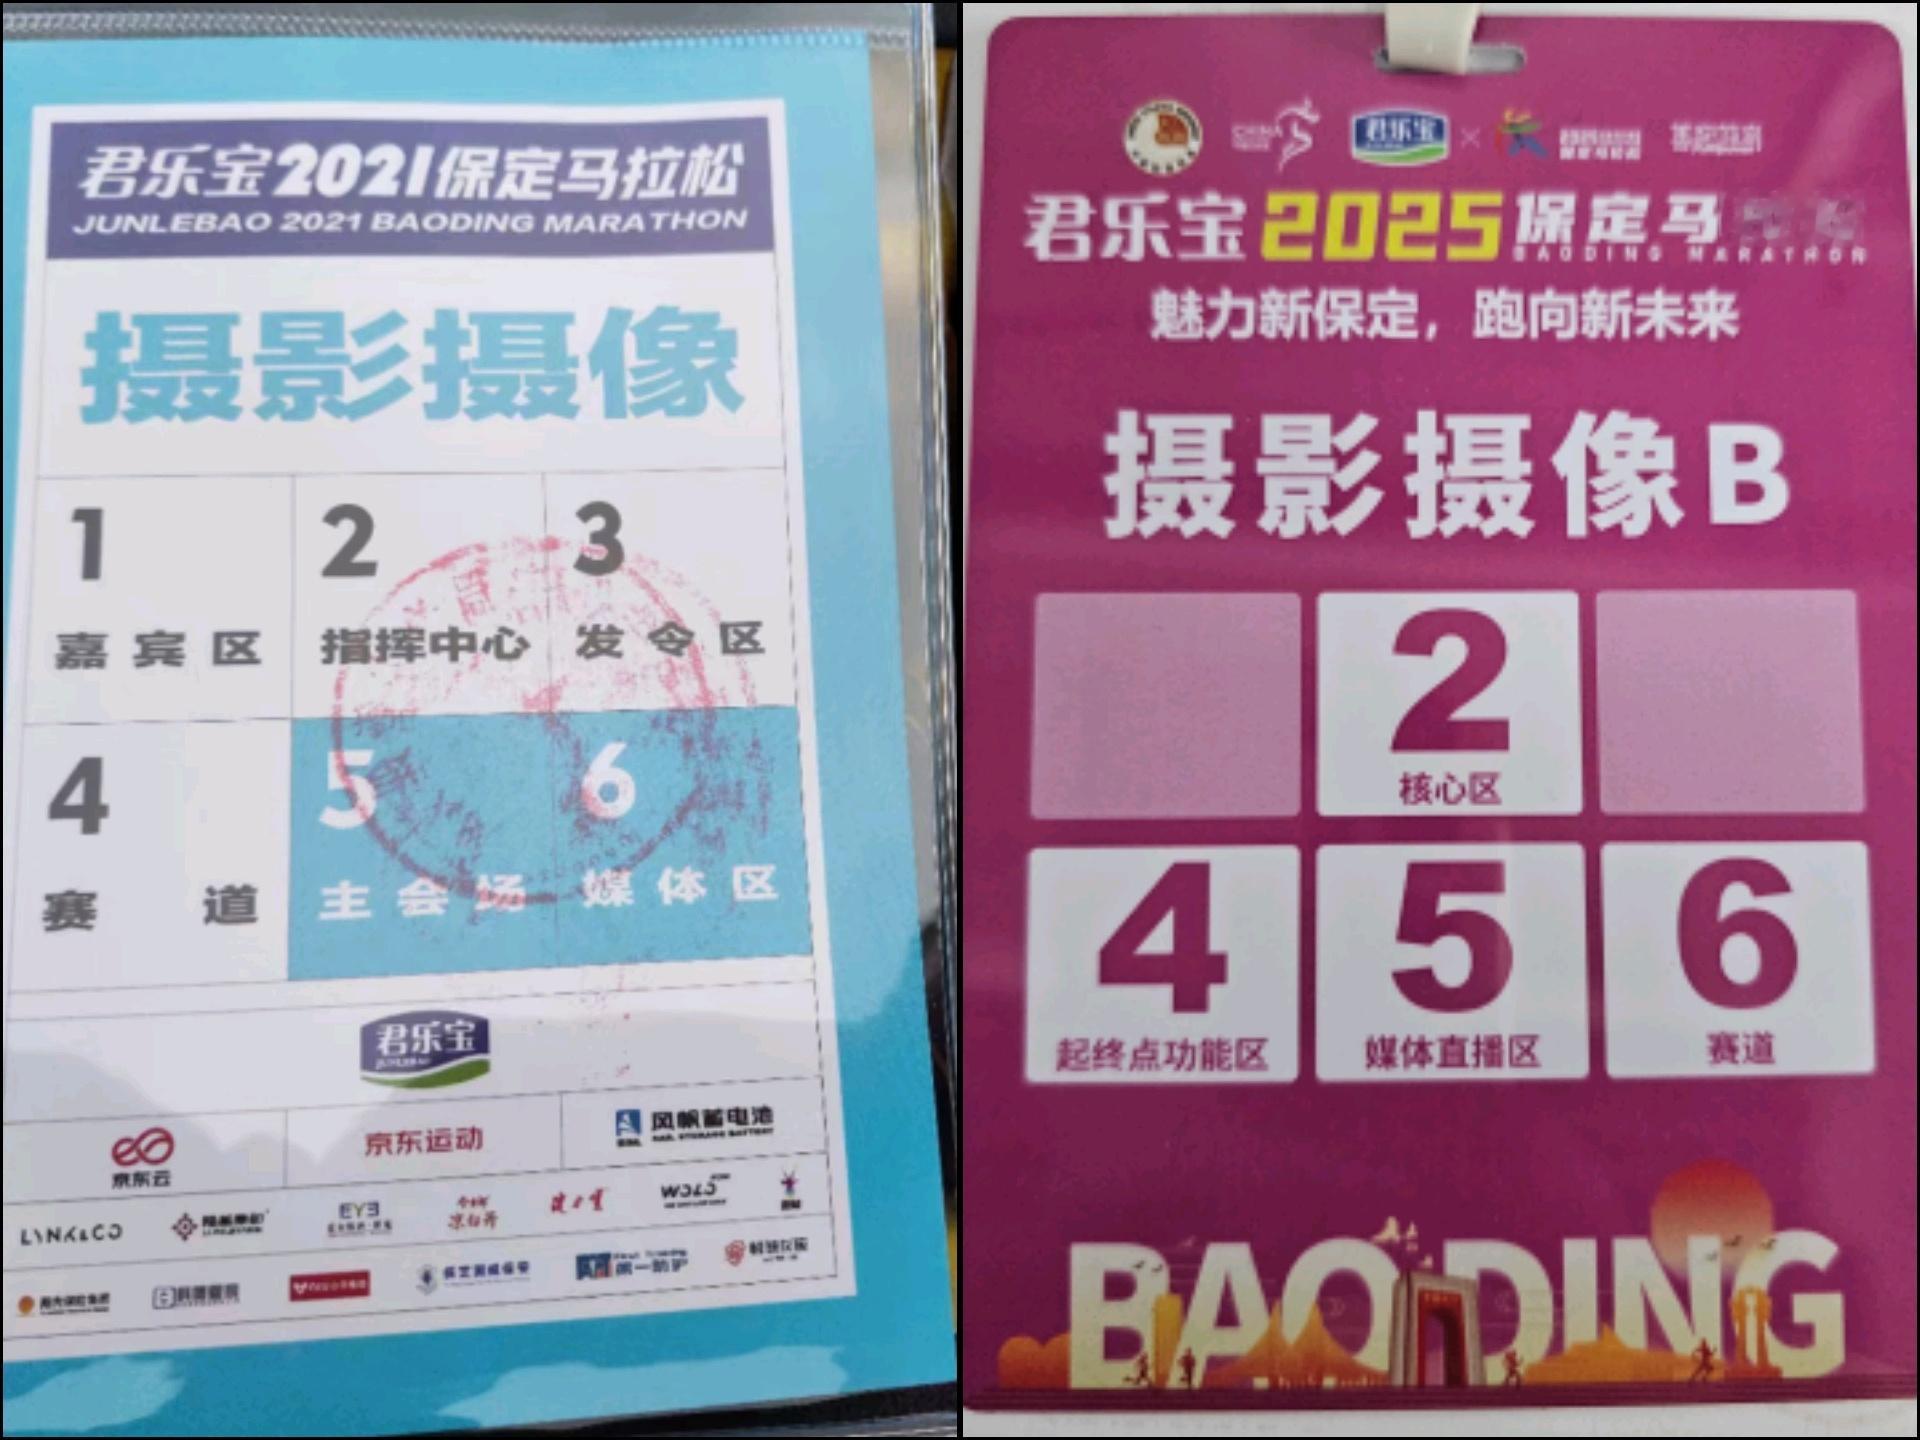 君乐宝2021保定马拉松
JUNLEBAO 2021 BAODING MARATHON
摄影摄像
1
嘉宾区
2
指挥中心
3
发令区
4
赛道
5
主会场
6
媒体区
君乐宝
JUNLEBAO
京东云
京东运动
风帆蓄电池
LYNK&CO
EYE
君乐宝
君乐宝2025保定马
BAODING MARATHON
魅力新保定，跑向新未来
摄影摄像B
2
核心区
4
起终点功能区
5
媒体直播区
6
赛道
BAODING